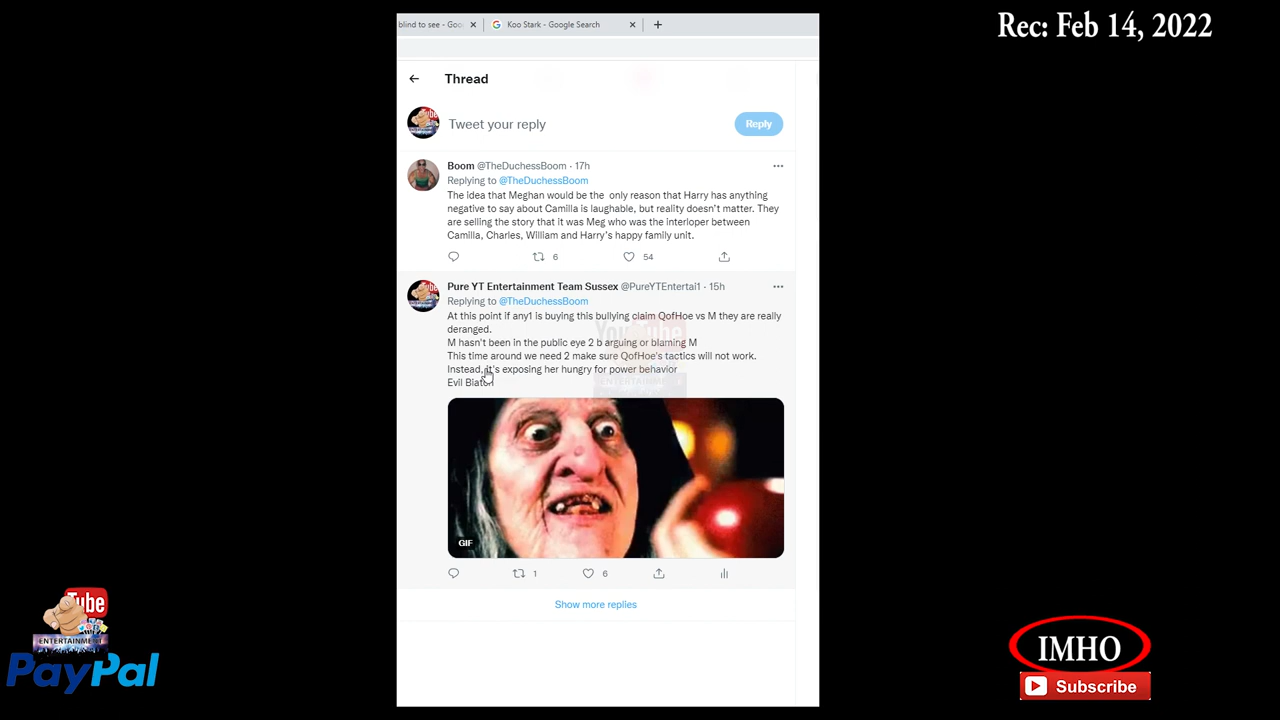 Rec: Feb 14, 2022
blind to see - Goo
Koo Stark - Google Search
Thread
Tweet your reply
Reply
Boom @TheDuchessBoom · 17h
Replying to @TheDuchessBoom
The idea that Meghan would be the only reason that Harry has anything
negative to say about Camilla is laughable, but reality doesn't matter. They
are selling the story that it was Meg who was the interloper between
Camilla, Charles, William and Harry's happy family unit.
6
54
Pure YT Entertainment Team Sussex @PureYTEntertai1 · 15h
Replying to @TheDuchessBoom
At this point if any1 is buying this bullying claim QofHoe vs M they are really
deranged.
M hasn't been in the public eye 2 b arguing or blaming M
This time around we need 2 make sure QofHoe's tactics will not work.
Instead, it's exposing her hungry for power behavior
Evil Biatch
YouTube
ENTERTAINMENT
GIF
1
6
Show more replies
Tube
ENTERTAINMENT
PayPal
IMHO
Subscribe